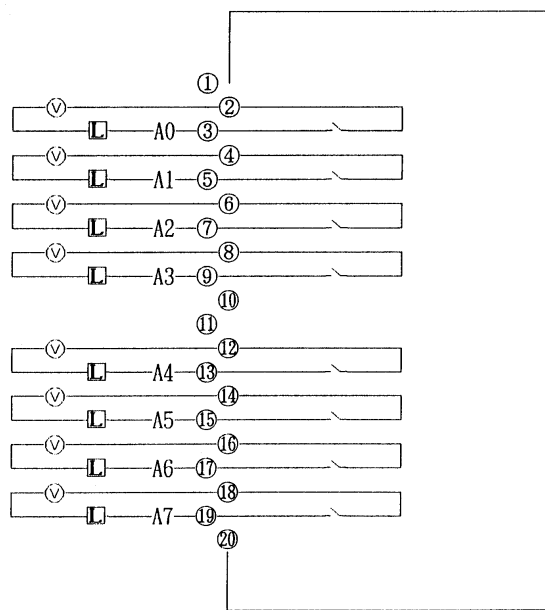 ①
Ⓥ ②
L A0 ③
Ⓥ ④
L A1 ⑤
Ⓥ ⑥
L A2 ⑦
Ⓥ ⑧
L A3 ⑨
⑩
⑪
Ⓥ ⑫
L A4 ⑬
Ⓥ ⑭
L A5 ⑮
Ⓥ ⑯
L A6 ⑰
Ⓥ ⑱
L A7 ⑲
⑳